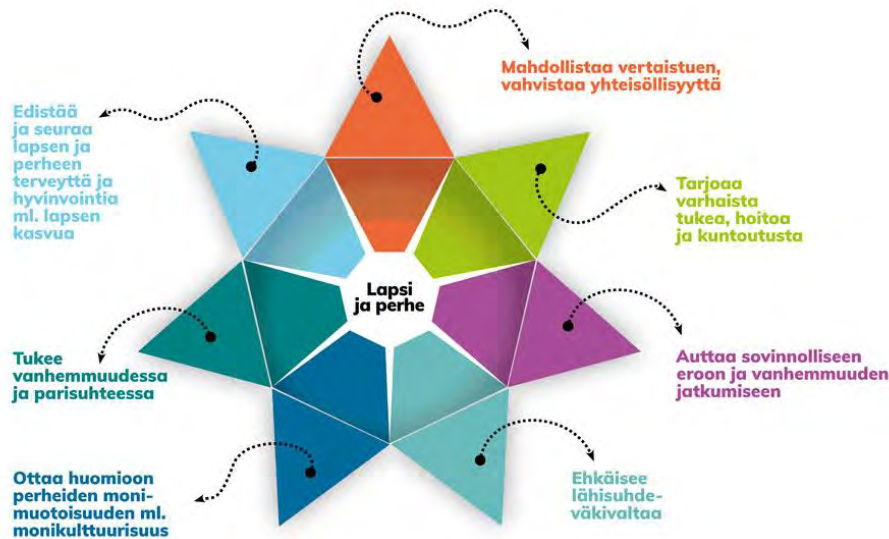 Mahdollistaa vertaistuen,
vahvistaa yhteisöllisyyttä
Edistää
ja seuraa
lapsen ja
perheen
terveyttä ja
hyvinvointia
ml. lapsen
kasvua
Tarjoaa
varhaista
tukea, hoitoa
ja kuntoutusta
Lapsi
ja perhe
Tukee
vanhemmuudessa
ja parisuhteessa
Auttaa sovinnolliseen
eroon ja vanhemmuuden
jatkumiseen
Ottaa huomioon
perheiden moni-
muotoisuuden ml.
monikulttuurisuus
Ehkäisee
lähisuhde-
väkivaltaa